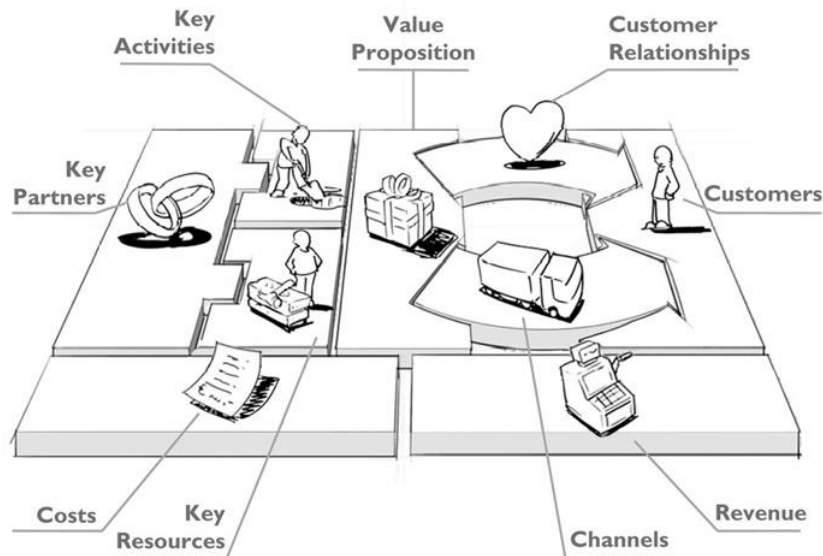 Key
Activities
Value
Proposition
Customer
Relationships
Key
Partners
Customers
Costs
Key
Resources
Channels
Revenue